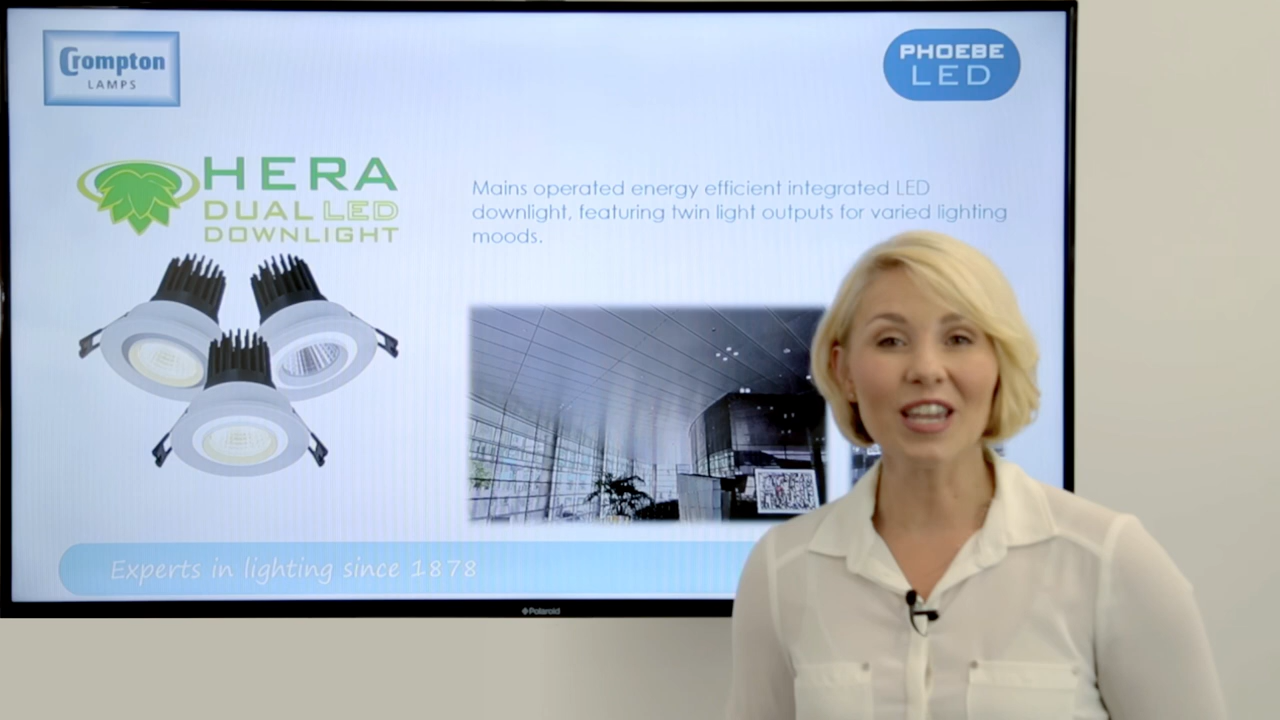 Crompton
LAMPS
PHOEBE
LED
HERA
DUAL LED
DOWNLIGHT
Mains operated energy efficient integrated LED
downlight, featuring twin light outputs for varied lighting
moods.
Experts in lighting since 1878
Polaroid